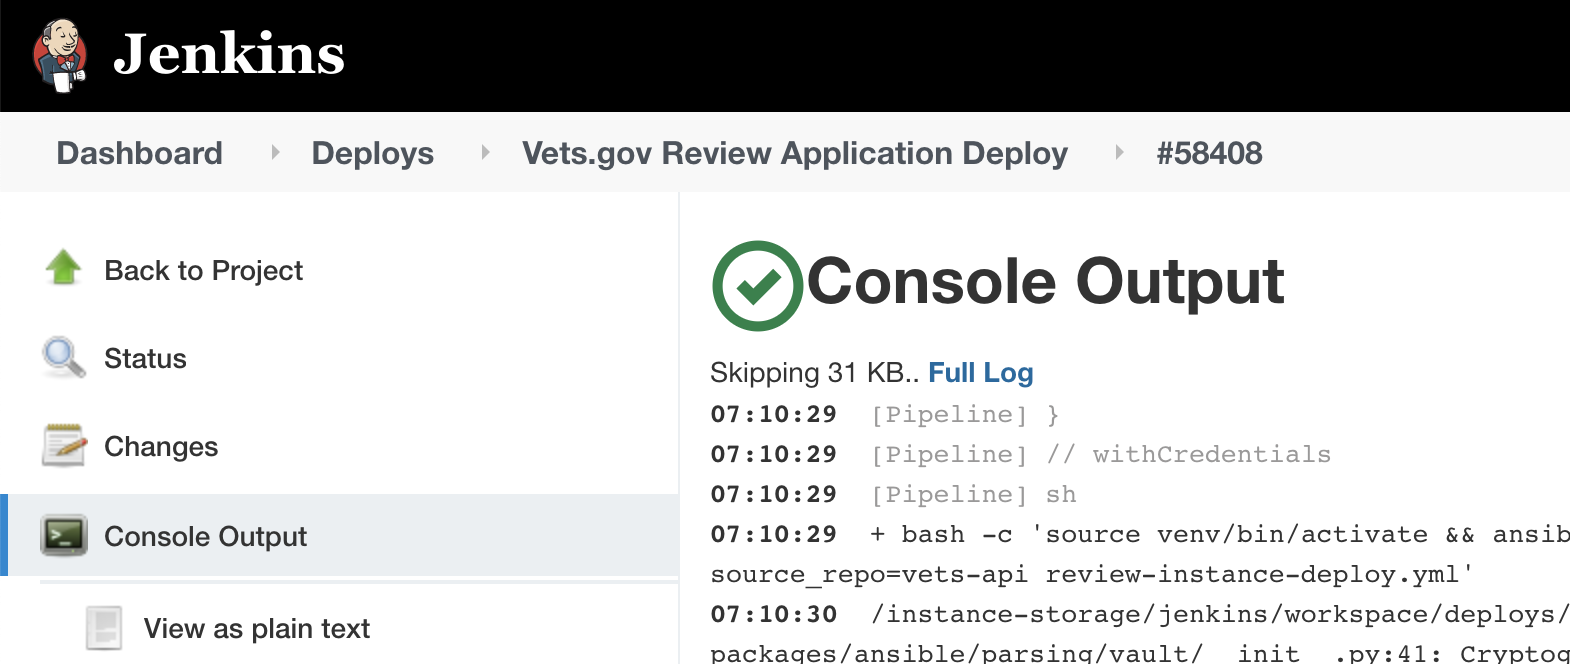 Jenkins
Dashboard Deploys Vets.gov Review Application Deploy #58408
Back to Project
Status
Changes
Console Output
View as plain text
Console Output
Skipping 31 KB.. Full Log
07:10:29 [Pipeline] }
07:10:29 [Pipeline] // withCredentials
07:10:29 [Pipeline] sh
07:10:29 + bash -c 'source venv/bin/activate && ansib
source_repo=vets-api review-instance-deploy.yml'
07:10:30 /instance-storage/jenkins/workspace/deploys/
packages/ansible/parsing/vault/__init__.py:41: Cryptog